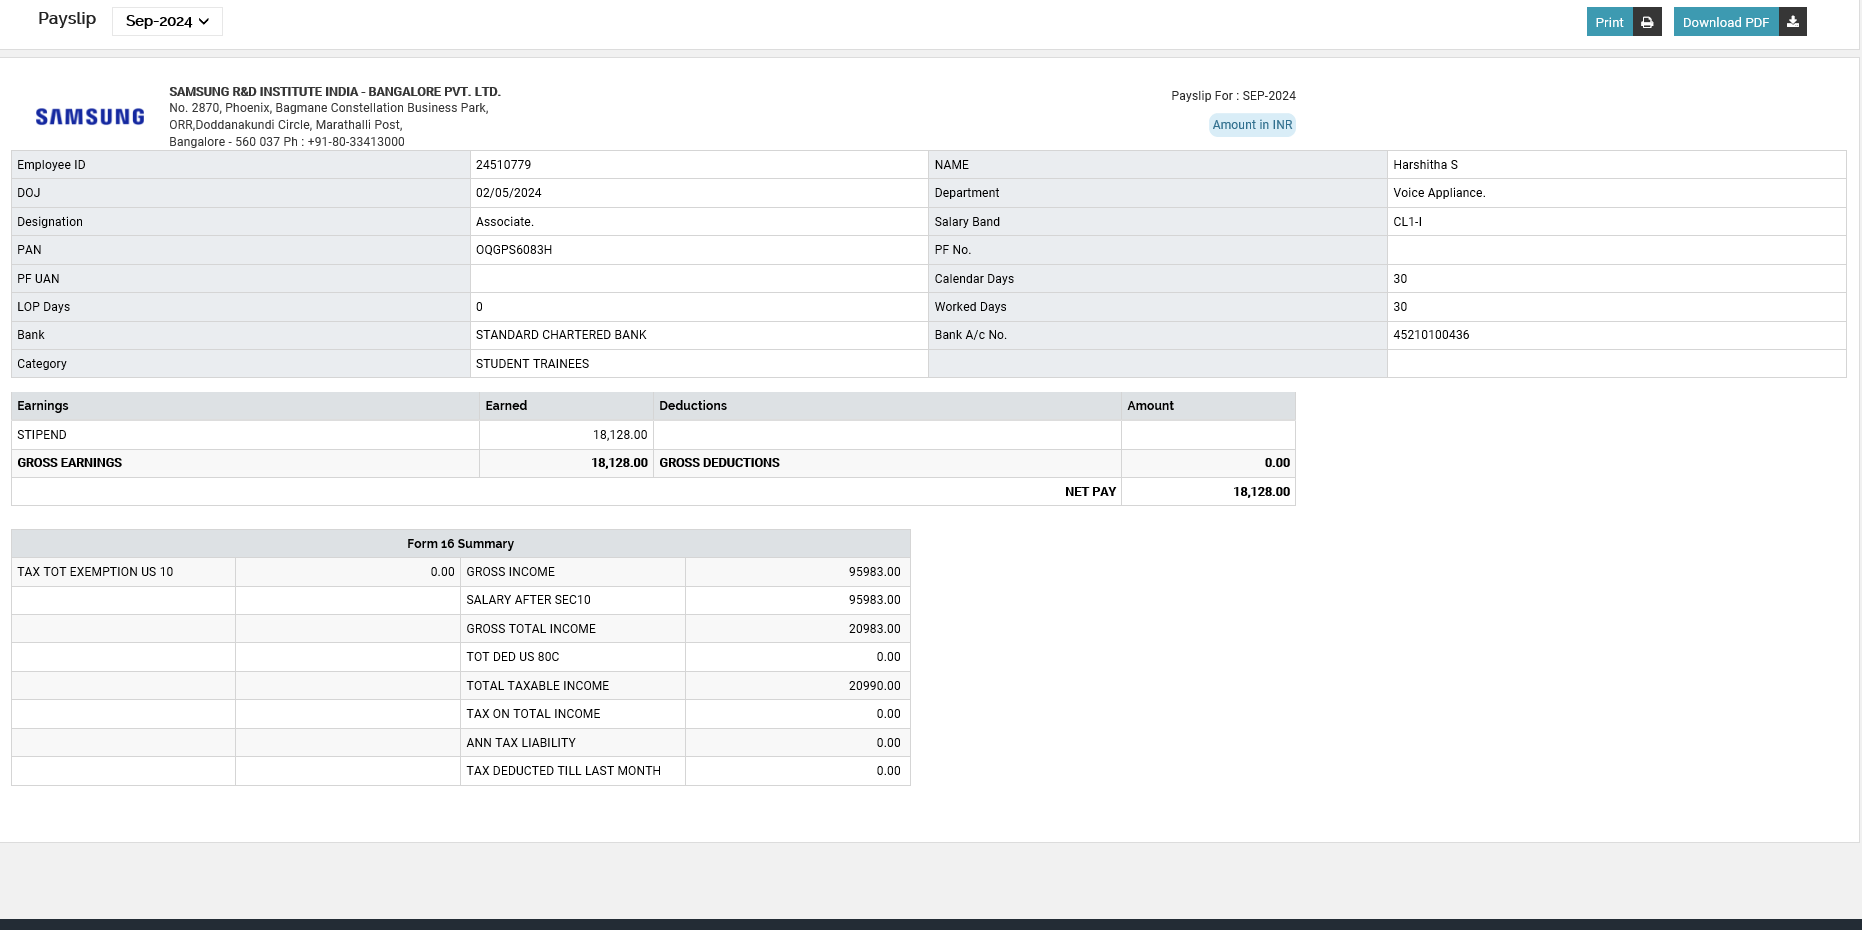 Payslip Sep-2024 Print Download PDF
SAMSUNG
SAMSUNG R&D INSTITUTE INDIA - BANGALORE PVT. LTD.
No. 2870, Phoenix, Bagmane Constellation Business Park,
ORR,Doddanakundi Circle, Marathalli Post,
Bangalore - 560 037 Ph : +91-80-33413000
Payslip For : SEP-2024
Amount in INR
Employee ID 24510779 NAME Harshitha S
DOJ 02/05/2024 Department Voice Appliance.
Designation Associate. Salary Band CL1-I
PAN OQGPS6083H PF No.
PF UAN Calendar Days 30
LOP Days 0 Worked Days 30
Bank STANDARD CHARTERED BANK Bank A/c No. 45210100436
Category STUDENT TRAINEES
Earnings Earned Deductions Amount
STIPEND 18,128.00
GROSS EARNINGS 18,128.00 GROSS DEDUCTIONS 0.00
NET PAY 18,128.00
Form 16 Summary
TAX TOT EXEMPTION US 10 0.00 GROSS INCOME 95983.00
SALARY AFTER SEC10 95983.00
GROSS TOTAL INCOME 20983.00
TOT DED US 80C 0.00
TOTAL TAXABLE INCOME 20990.00
TAX ON TOTAL INCOME 0.00
ANN TAX LIABILITY 0.00
TAX DEDUCTED TILL LAST MONTH 0.00